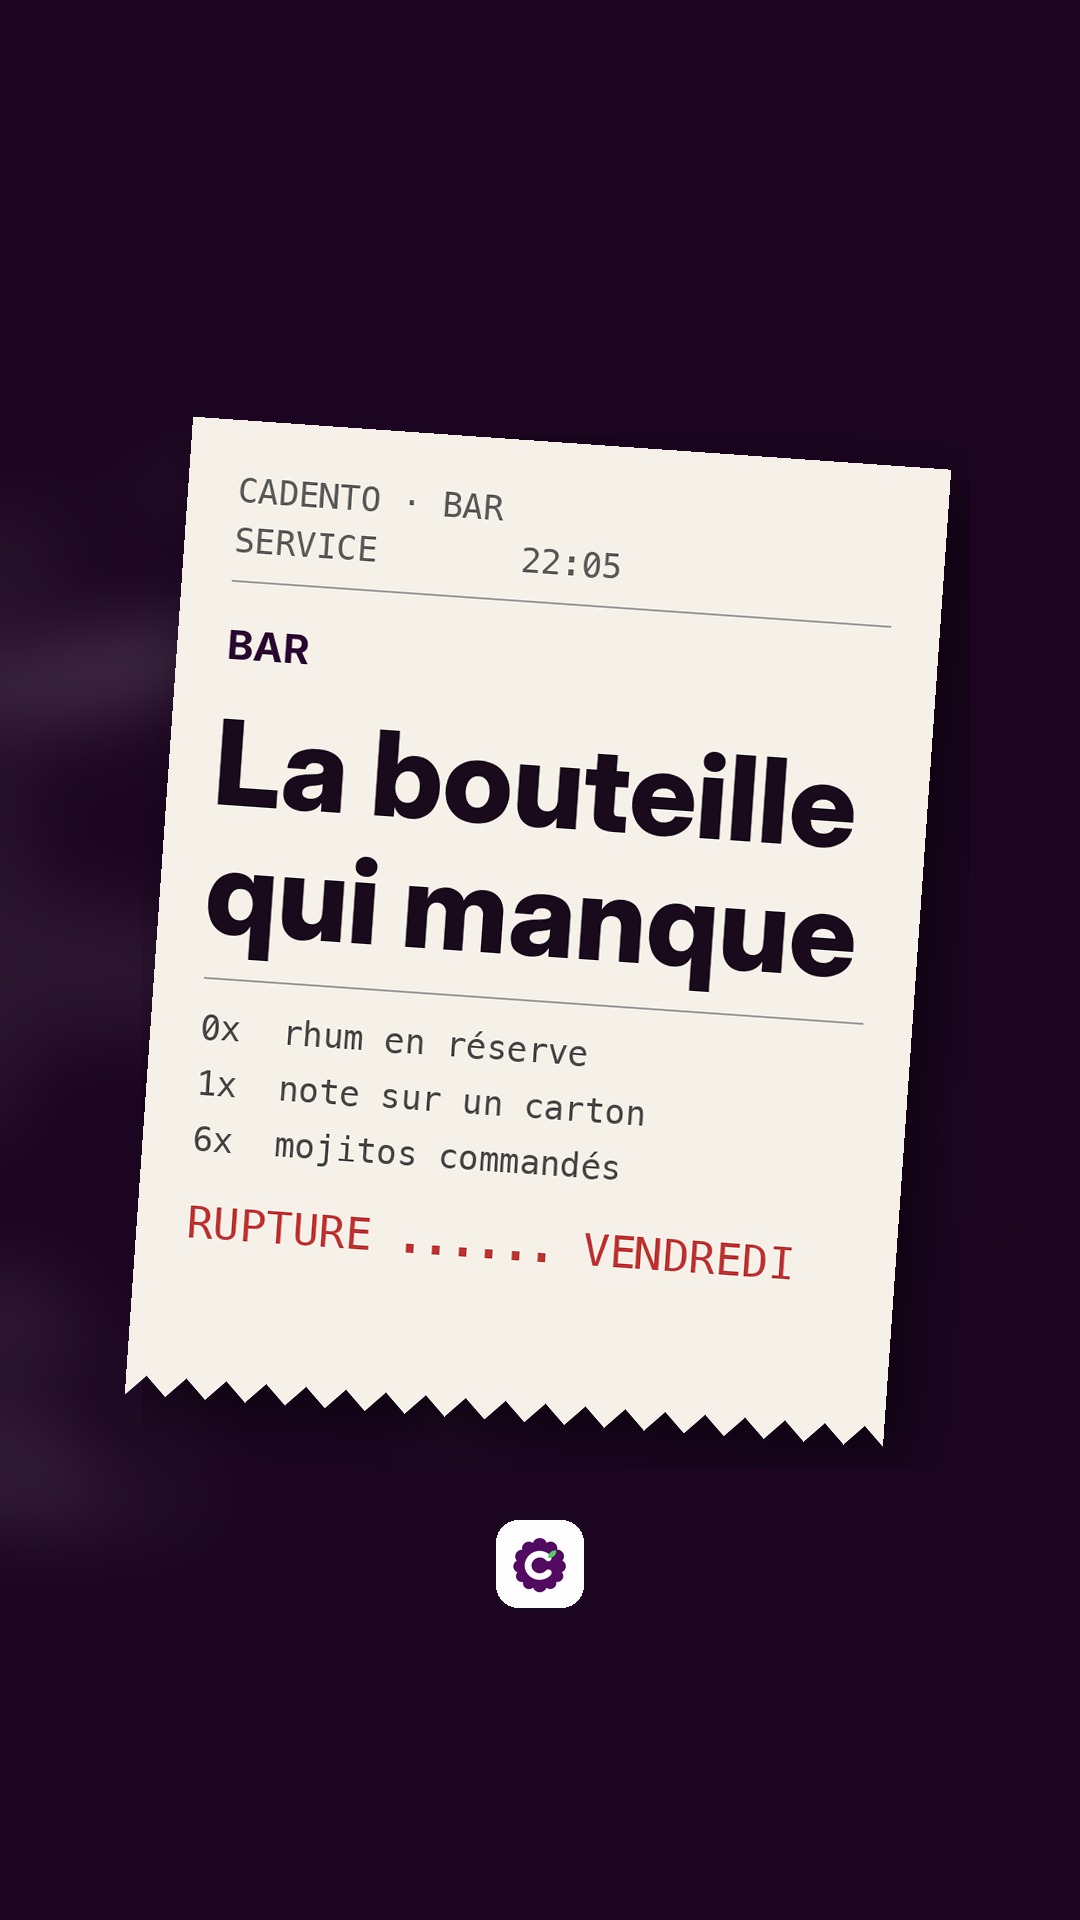 CADENTO · BAR
SERVICE 22:05
BAR
La bouteille
qui manque
0x rhum en réserve
1x note sur un carton
6x mojitos commandés
RUPTURE ...... VENDREDI